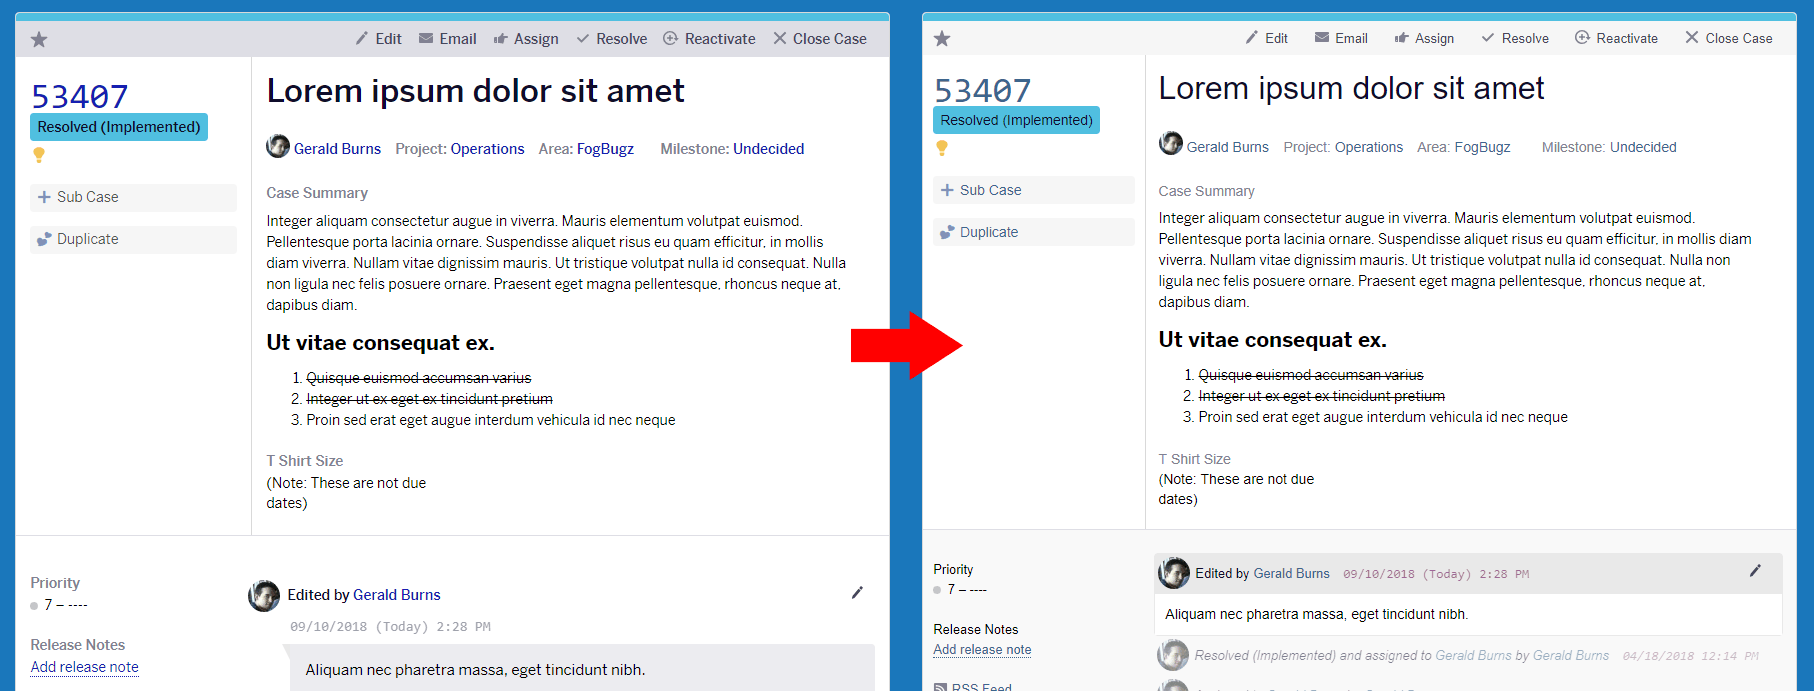 Edit Email Assign Resolve Reactivate Close Case
53407
Resolved (Implemented)
Sub Case
Duplicate
Lorem ipsum dolor sit amet
Gerald Burns Project: Operations Area: FogBugz Milestone: Undecided
Case Summary
Integer aliquam consectetur augue in viverra. Mauris elementum volutpat euismod.
Pellentesque porta lacinia ornare. Suspendisse aliquet risus eu quam efficitur, in mollis
diam viverra. Nullam vitae dignissim mauris. Ut tristique volutpat nulla id consequat. Nulla
non ligula nec felis posuere ornare. Praesent eget magna pellentesque, rhoncus neque at,
dapibus diam.
Ut vitae consequat ex.
1. Quisque euismod accumsan varius
2. Integer ut ex eget ex tincidunt pretium
3. Proin sed erat eget augue interdum vehicula id nec neque
T Shirt Size
(Note: These are not due
dates)
Priority
7 – ----
Release Notes
Add release note
Edited by Gerald Burns
09/10/2018 (Today) 2:28 PM
Aliquam nec pharetra massa, eget tincidunt nibh.
Edit Email Assign Resolve Reactivate Close Case
53407
Resolved (Implemented)
Sub Case
Duplicate
Lorem ipsum dolor sit amet
Gerald Burns Project: Operations Area: FogBugz Milestone: Undecided
Case Summary
Integer aliquam consectetur augue in viverra. Mauris elementum volutpat euismod.
Pellentesque porta lacinia ornare. Suspendisse aliquet risus eu quam efficitur, in mollis diam
viverra. Nullam vitae dignissim mauris. Ut tristique volutpat nulla id consequat. Nulla non
ligula nec felis posuere ornare. Praesent eget magna pellentesque, rhoncus neque at,
dapibus diam.
Ut vitae consequat ex.
1. Quisque euismod accumsan varius
2. Integer ut ex eget ex tincidunt pretium
3. Proin sed erat eget augue interdum vehicula id nec neque
T Shirt Size
(Note: These are not due
dates)
Priority
7 – ----
Release Notes
Add release note
RSS Feed
Edited by Gerald Burns 09/10/2018 (Today) 2:28 PM
Aliquam nec pharetra massa, eget tincidunt nibh.
Resolved (Implemented) and assigned to Gerald Burns by Gerald Burns 04/18/2018 12:14 PM